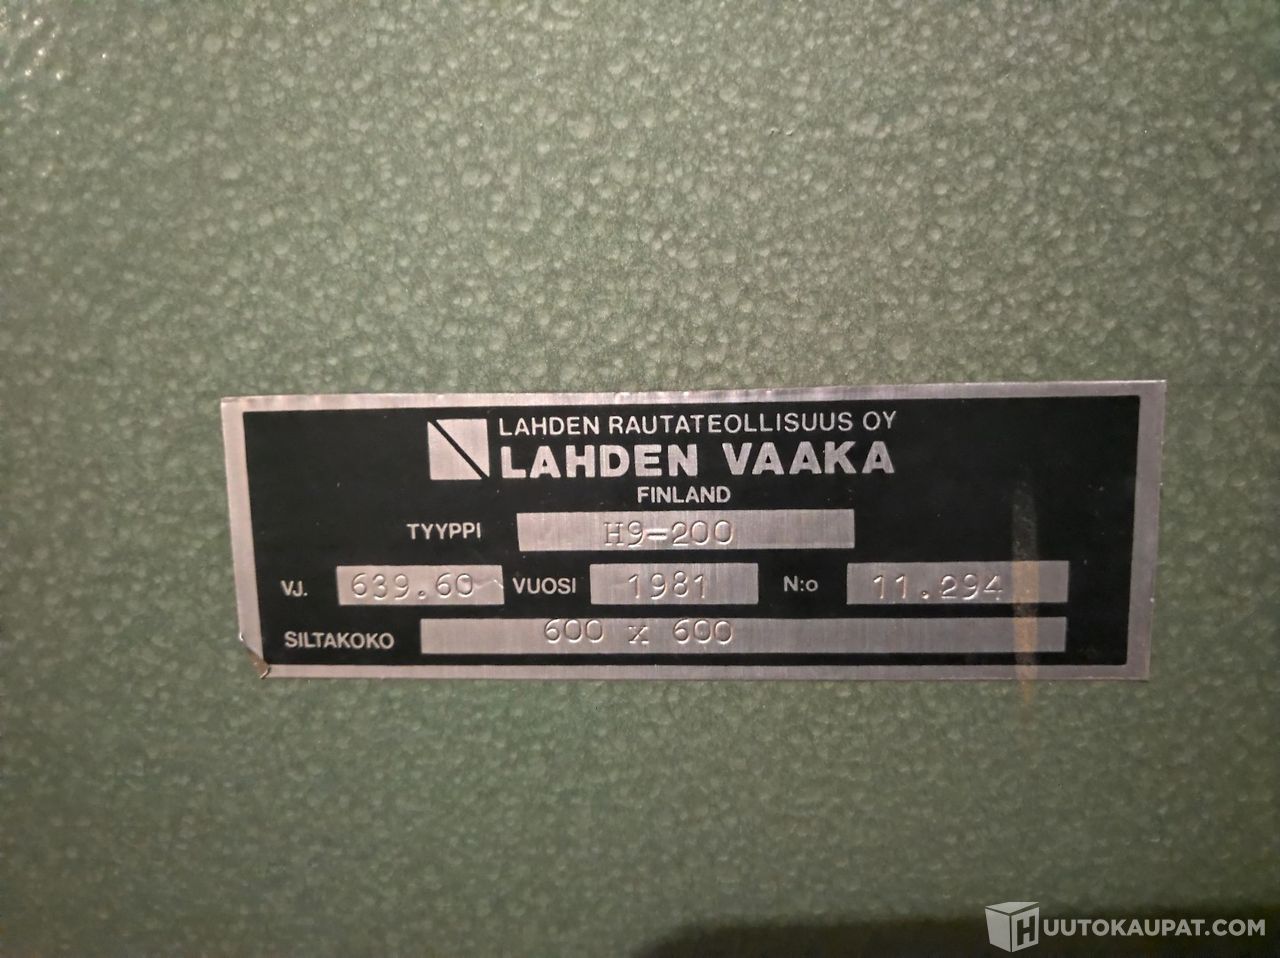 LAHDEN RAUTATEOLLISUUS OY
LAHDEN VAAKA
FINLAND
TYYPPI H9=200
VJ. 639.60 VUOSI 1981 N:o 11.294
SILTAKOKO 600 x 600
HUUTOKAUPAT.COM